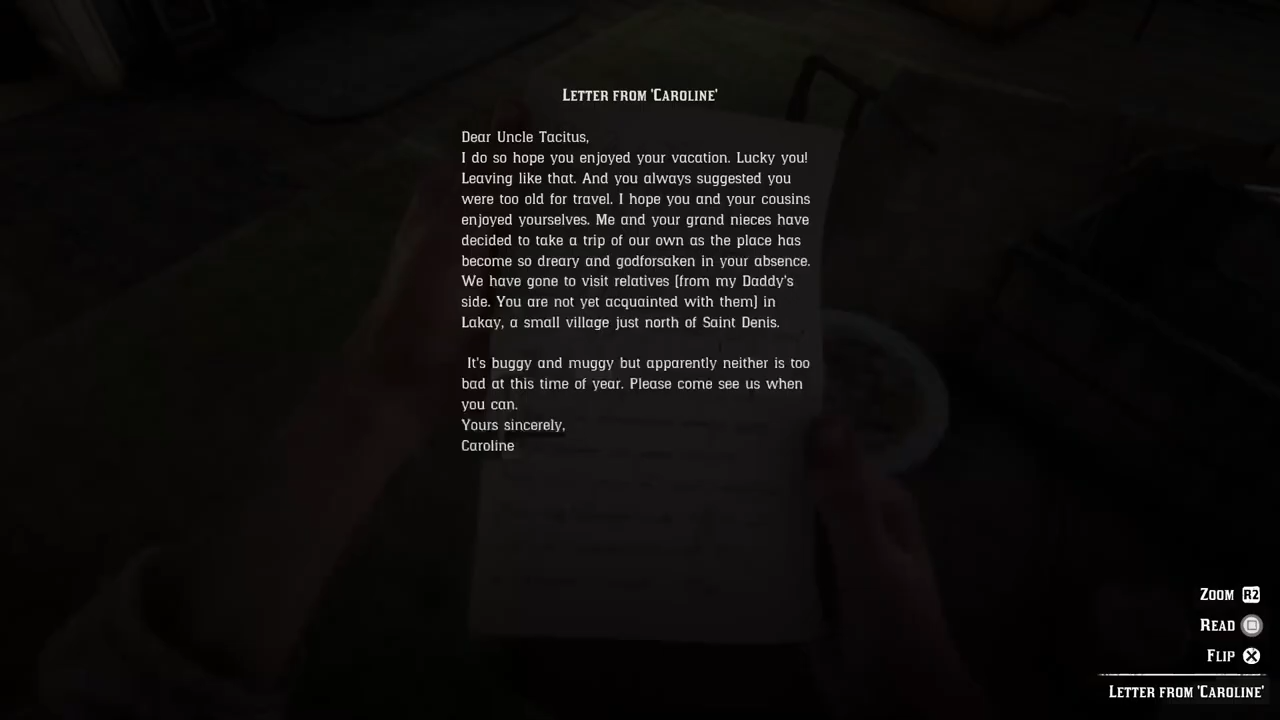 Letter from 'Caroline'
Dear Uncle Tacitus,
I do so hope you enjoyed your vacation. Lucky you!
Leaving like that. And you always suggested you
were too old for travel. I hope you and your cousins
enjoyed yourselves. Me and your grand nieces have
decided to take a trip of our own as the place has
become so dreary and godforsaken in your absence.
We have gone to visit relatives (from my Daddy's
side. You are not yet acquainted with them) in
Lakay, a small village just north of Saint Denis.
It's buggy and muggy but apparently neither is too
bad at this time of year. Please come see us when
you can.
Yours sincerely,
Caroline
Zoom R2
Read
Flip
Letter from 'Caroline'